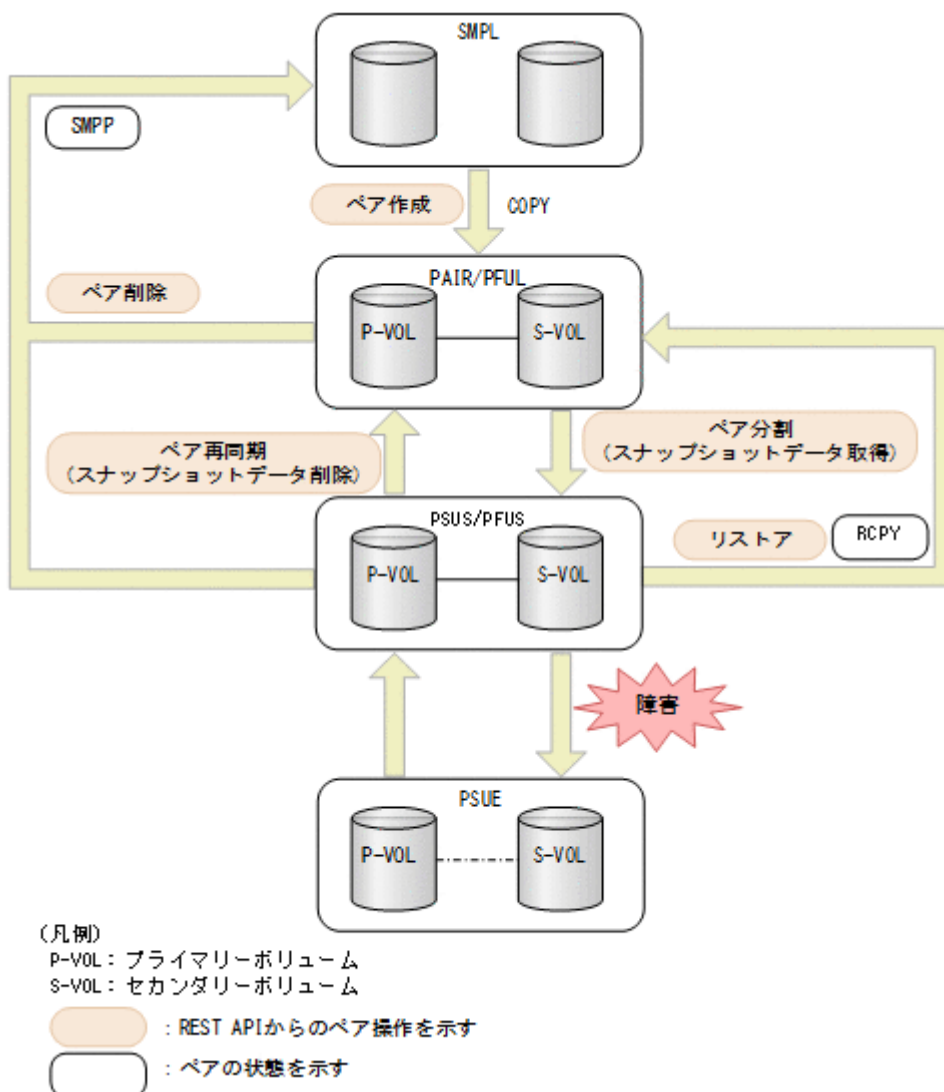 SMPL
SMPP
ペア作成
COPY
PAIR/PFUL
ペア削除
P-VOL
S-VOL
ペア再同期
(スナップショットデータ削除)
ペア分割
(スナップショットデータ取得)
PSUS/PFUS
リストア
RCPY
P-VOL
S-VOL
障害
PSUE
P-VOL
S-VOL
(凡例)
P-VOL: プライマリーボリューム
S-VOL: セカンダリーボリューム
: REST APIからのペア操作を示す
: ペアの状態を示す